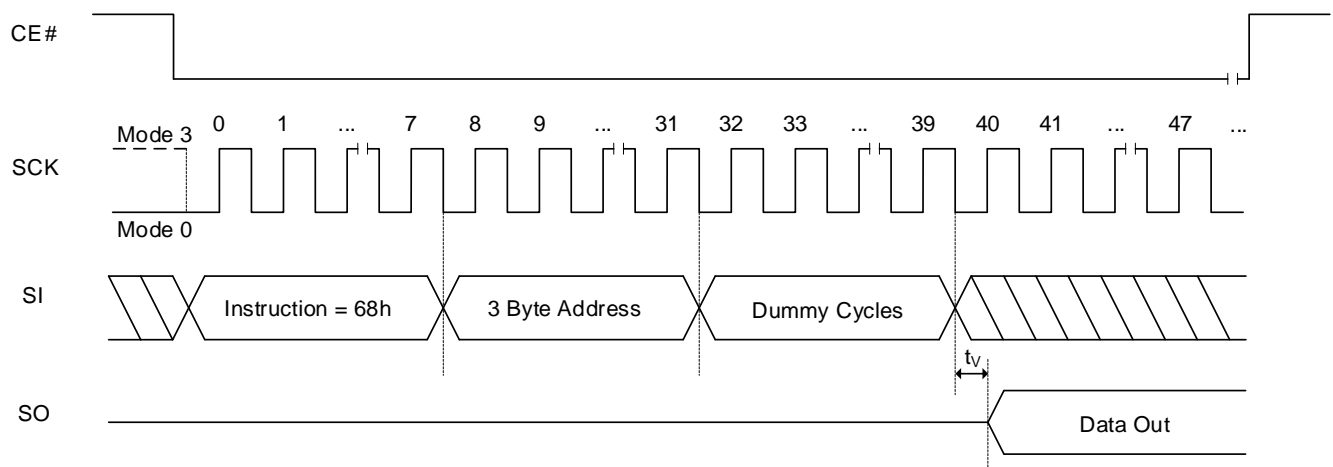 CE#
0 1 ... 7 8 9 ... 31 32 33 ... 39 40 41 ... 47 ...
Mode 3
SCK
Mode 0
SI
Instruction = 68h
3 Byte Address
Dummy Cycles
tV
SO
Data Out